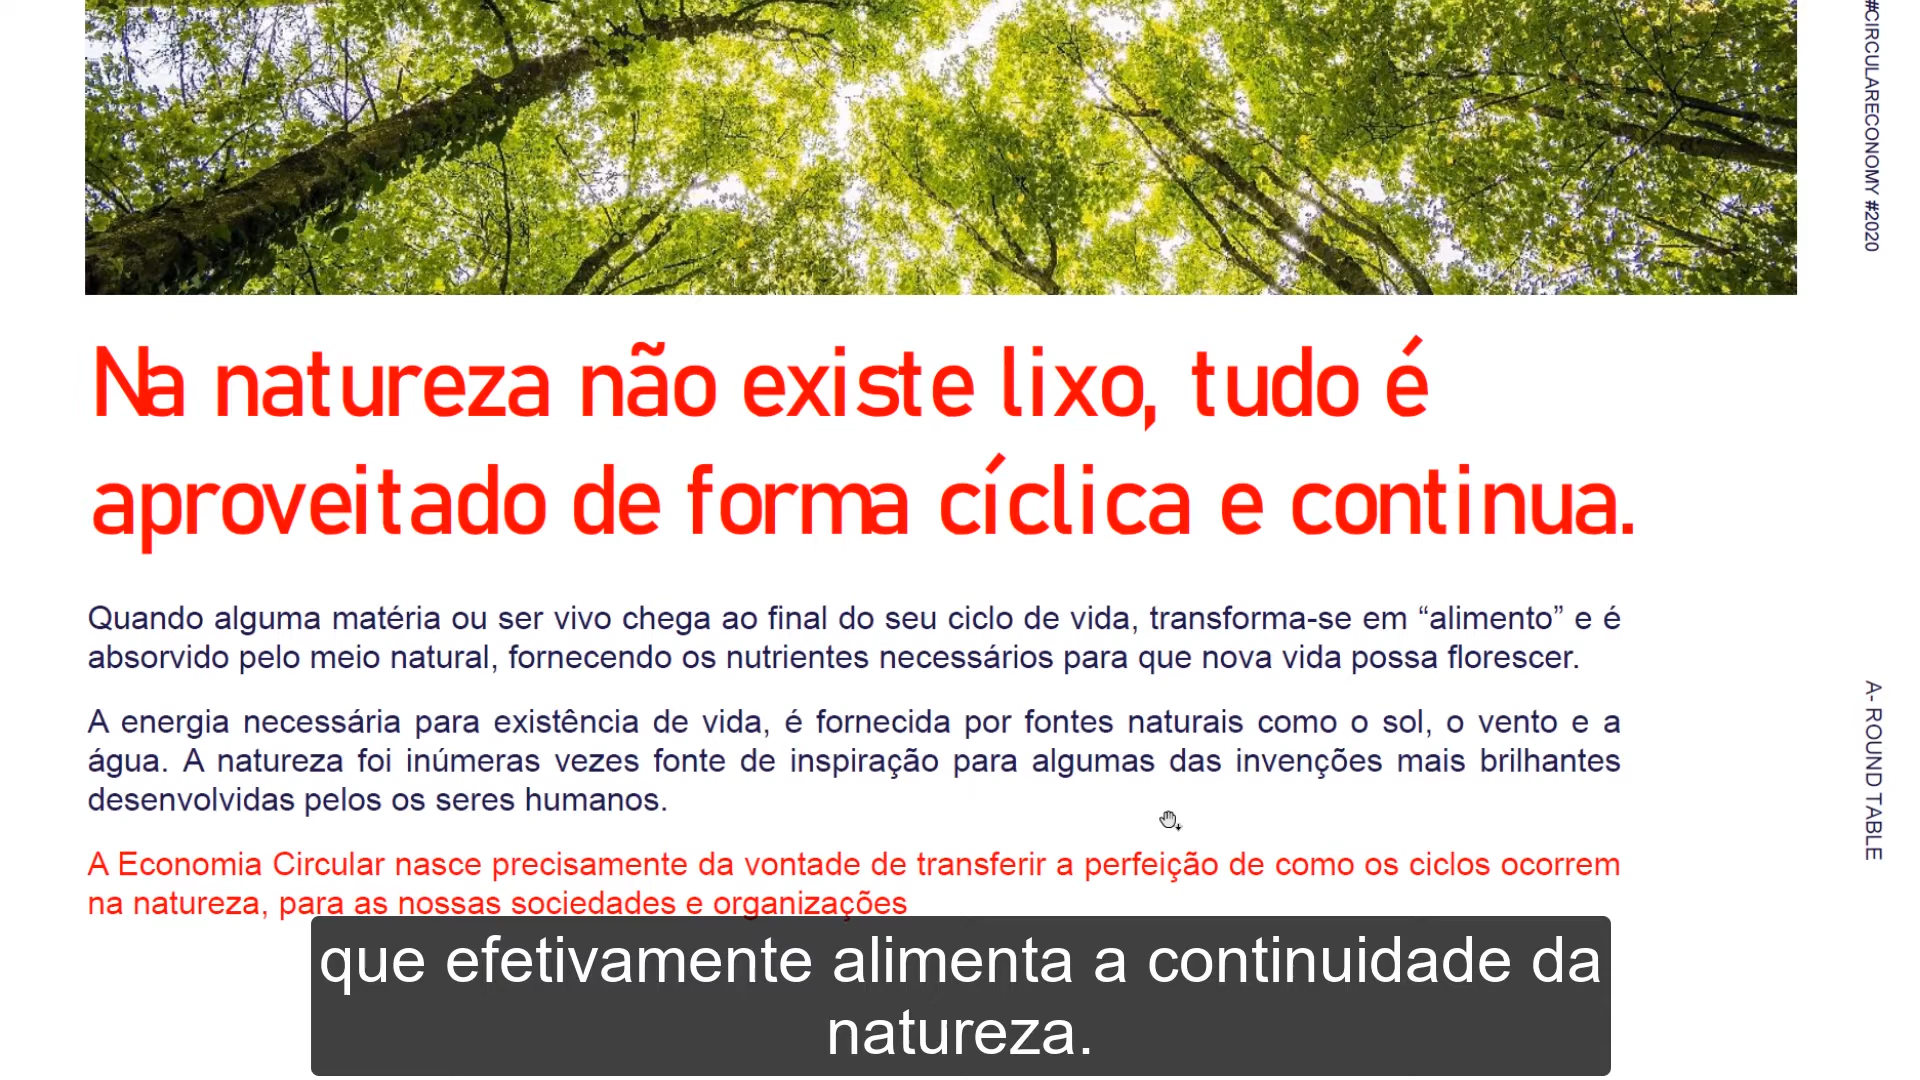 #CIRCULARECONOMY #2020
Na natureza não existe lixo, tudo é
aproveitado de forma cíclica e continua.
Quando alguma matéria ou ser vivo chega ao final do seu ciclo de vida, transforma-se em “alimento” e é
absorvido pelo meio natural, fornecendo os nutrientes necessários para que nova vida possa florescer.
A energia necessária para existência de vida, é fornecida por fontes naturais como o sol, o vento e a
água. A natureza foi inúmeras vezes fonte de inspiração para algumas das invenções mais brilhantes
desenvolvidas pelos os seres humanos.
A Economia Circular nasce precisamente da vontade de transferir a perfeição de como os ciclos ocorrem
na natureza, para as nossas sociedades e organizações
A- ROUND TABLE
que efetivamente alimenta a continuidade da
natureza.